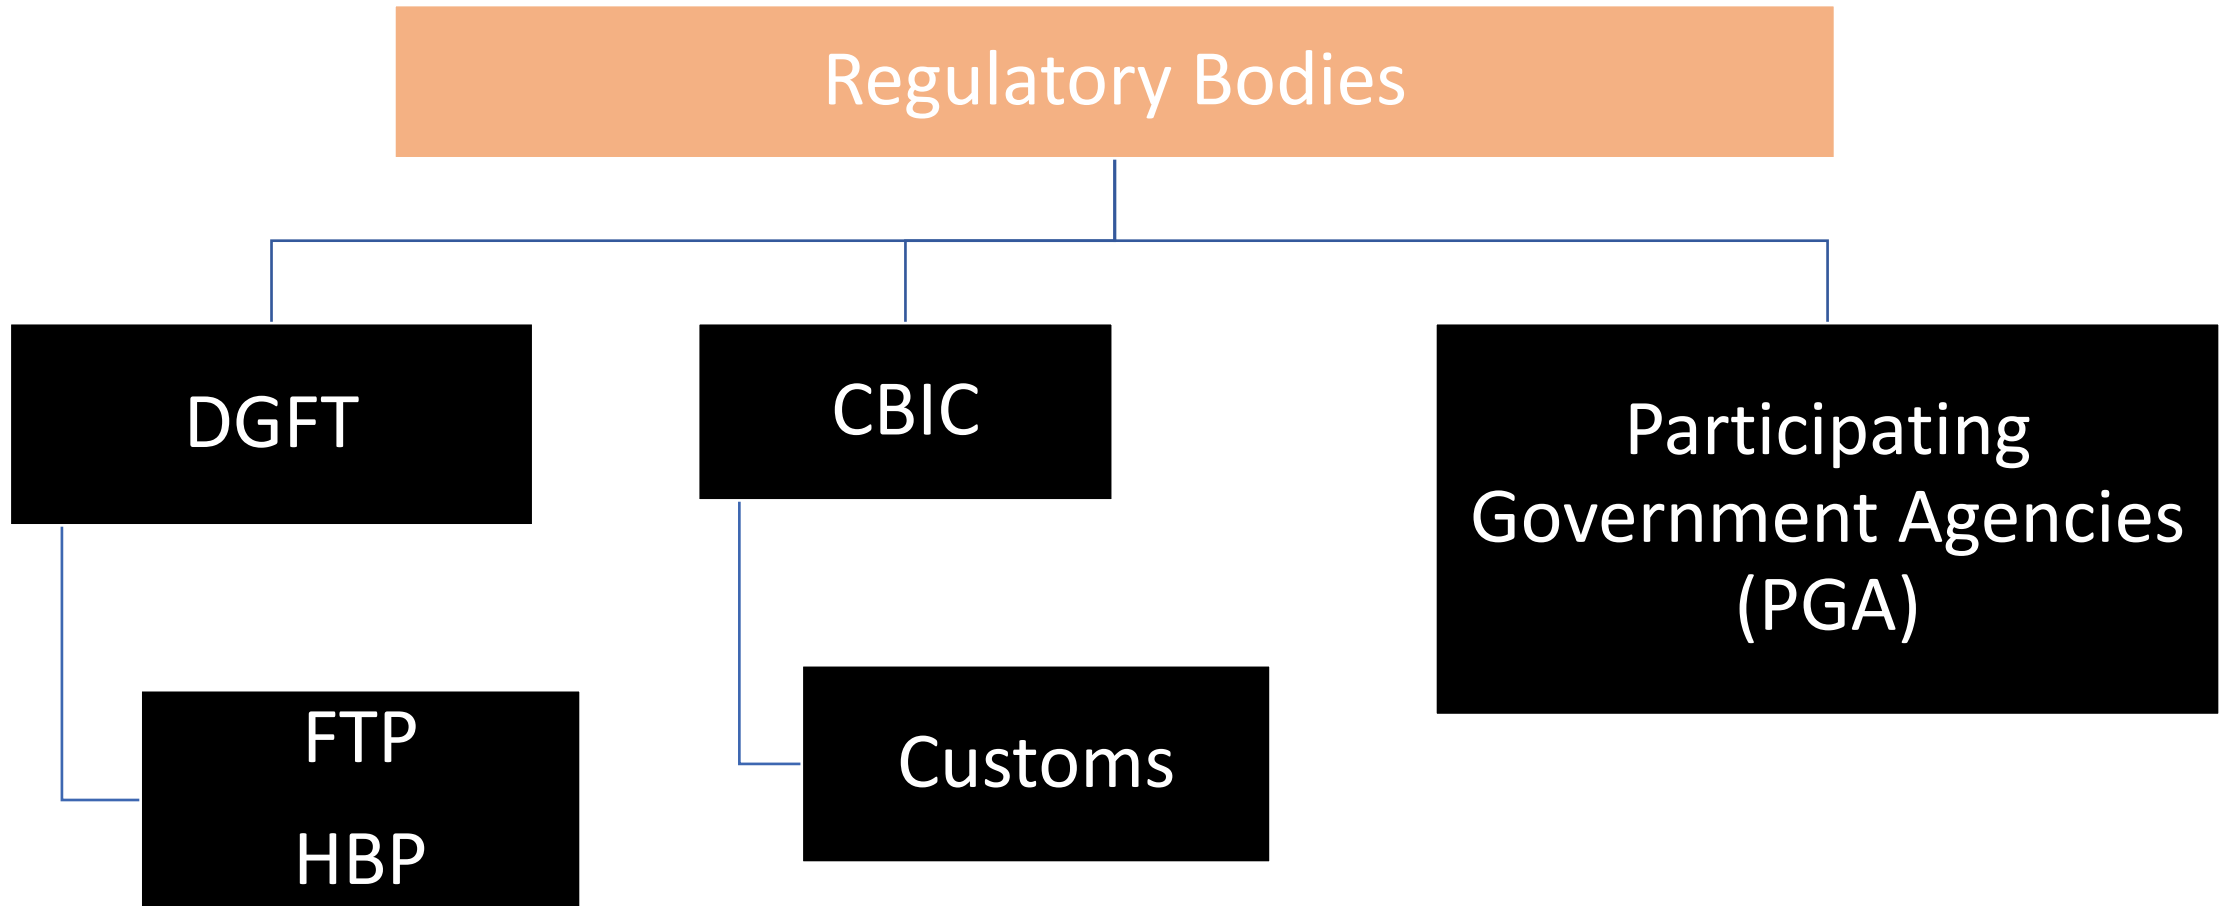 Regulatory Bodies
DGFT
CBIC
Participating
Government Agencies
(PGA)
FTP
HBP
Customs